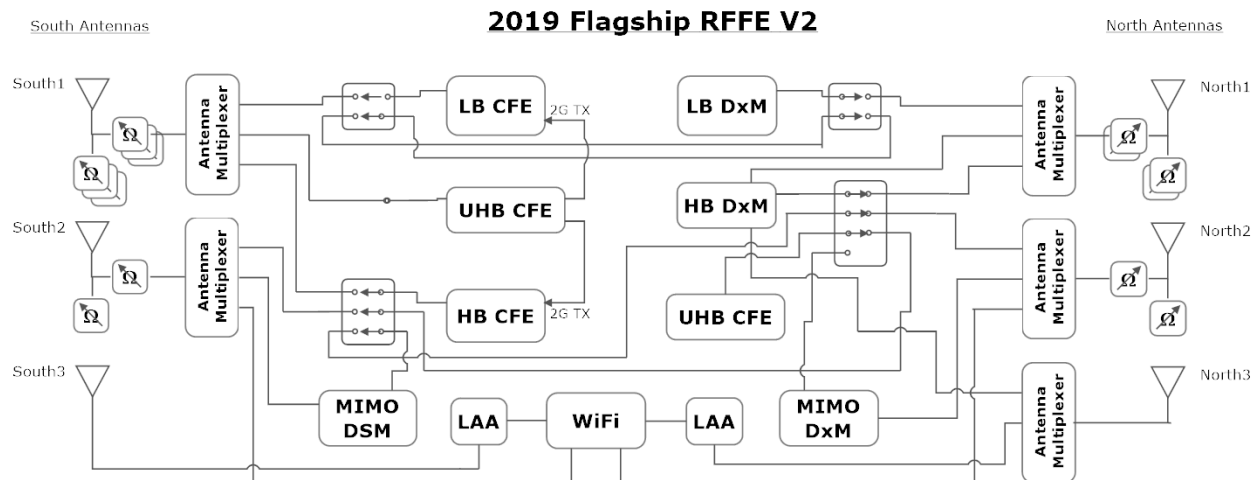 2019 Flagship RFFE V2
South Antennas
North Antennas
South1
Antenna
Multiplexer
LB CFE
2G TX
LB DxM
Antenna
Multiplexer
North1
Ω
Ω
Ω
Ω
UHB CFE
HB DxM
South2
Antenna
Multiplexer
Antenna
Multiplexer
North2
Ω
Ω
Ω
Ω
HB CFE
2G TX
UHB CFE
South3
Antenna
Multiplexer
North3
MIMO
DSM
LAA
WiFi
LAA
MIMO
DxM